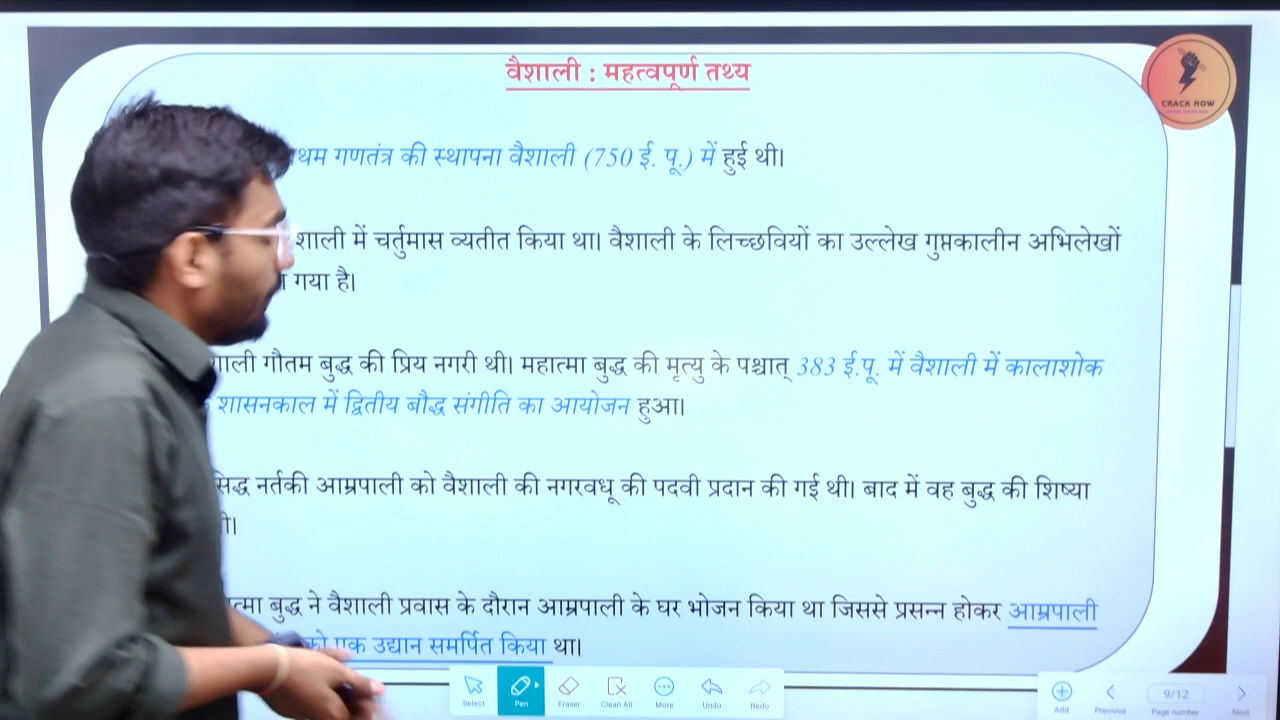 वैशाली : महत्वपूर्ण तथ्य
CRACK NOW
गणतंत्र की स्थापना वैशाली (750 ई. पू.) में हुई थी।
में चर्तुमास व्यतीत किया था। वैशाली के लिच्छवियों का उल्लेख गुप्तकालीन अभिलेखों
गया है।
गौतम बुद्ध की प्रिय नगरी थी। महात्मा बुद्ध की मृत्यु के पश्चात् 383 ई.पू. में वैशाली में कालाशोक
शासनकाल में द्वितीय बौद्ध संगीति का आयोजन हुआ।
नर्तकी आम्रपाली को वैशाली की नगरवधू की पदवी प्रदान की गई थी। बाद में वह बुद्ध की शिष्या
बुद्ध ने वैशाली प्रवास के दौरान आम्रपाली के घर भोजन किया था जिससे प्रसन्न होकर आम्रपाली
को एक उद्यान समर्पित किया था।
Select Pen Eraser Clean All More Undo Redo
9/12
Add Previous Page number Next